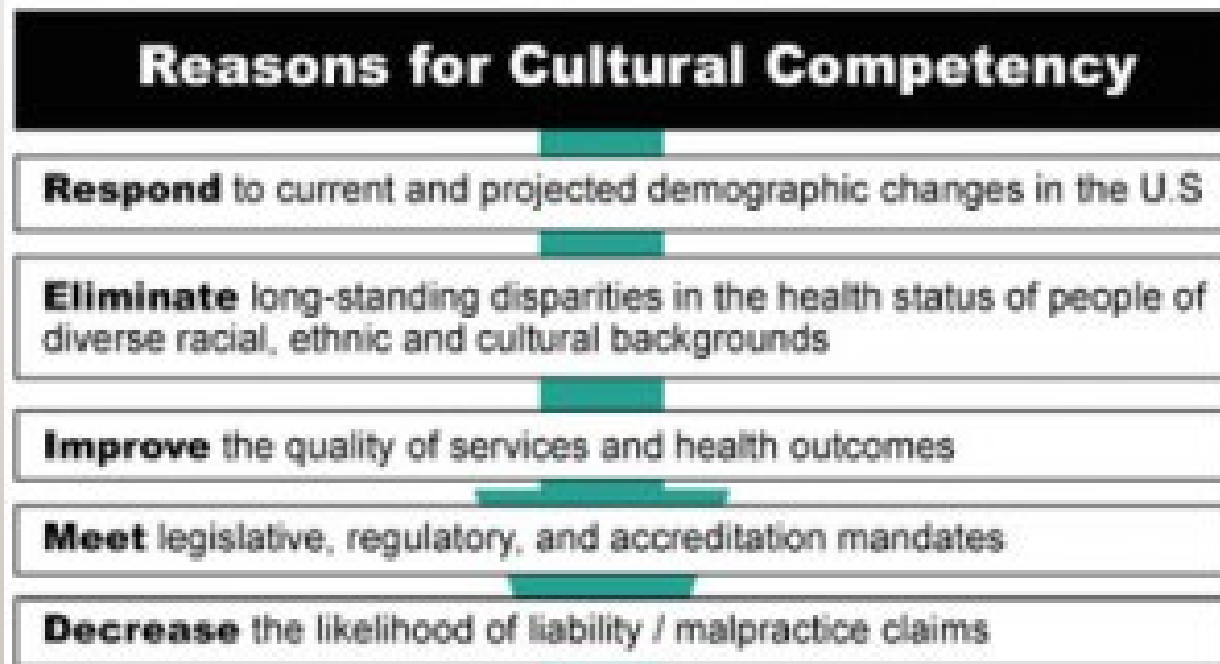 Reasons for Cultural Competency
Respond to current and projected demographic changes in the U.S
Eliminate long-standing disparities in the health status of people of
diverse racial, ethnic and cultural backgrounds
Improve the quality of services and health outcomes
Meet legislative, regulatory, and accreditation mandates
Decrease the likelihood of liability / malpractice claims